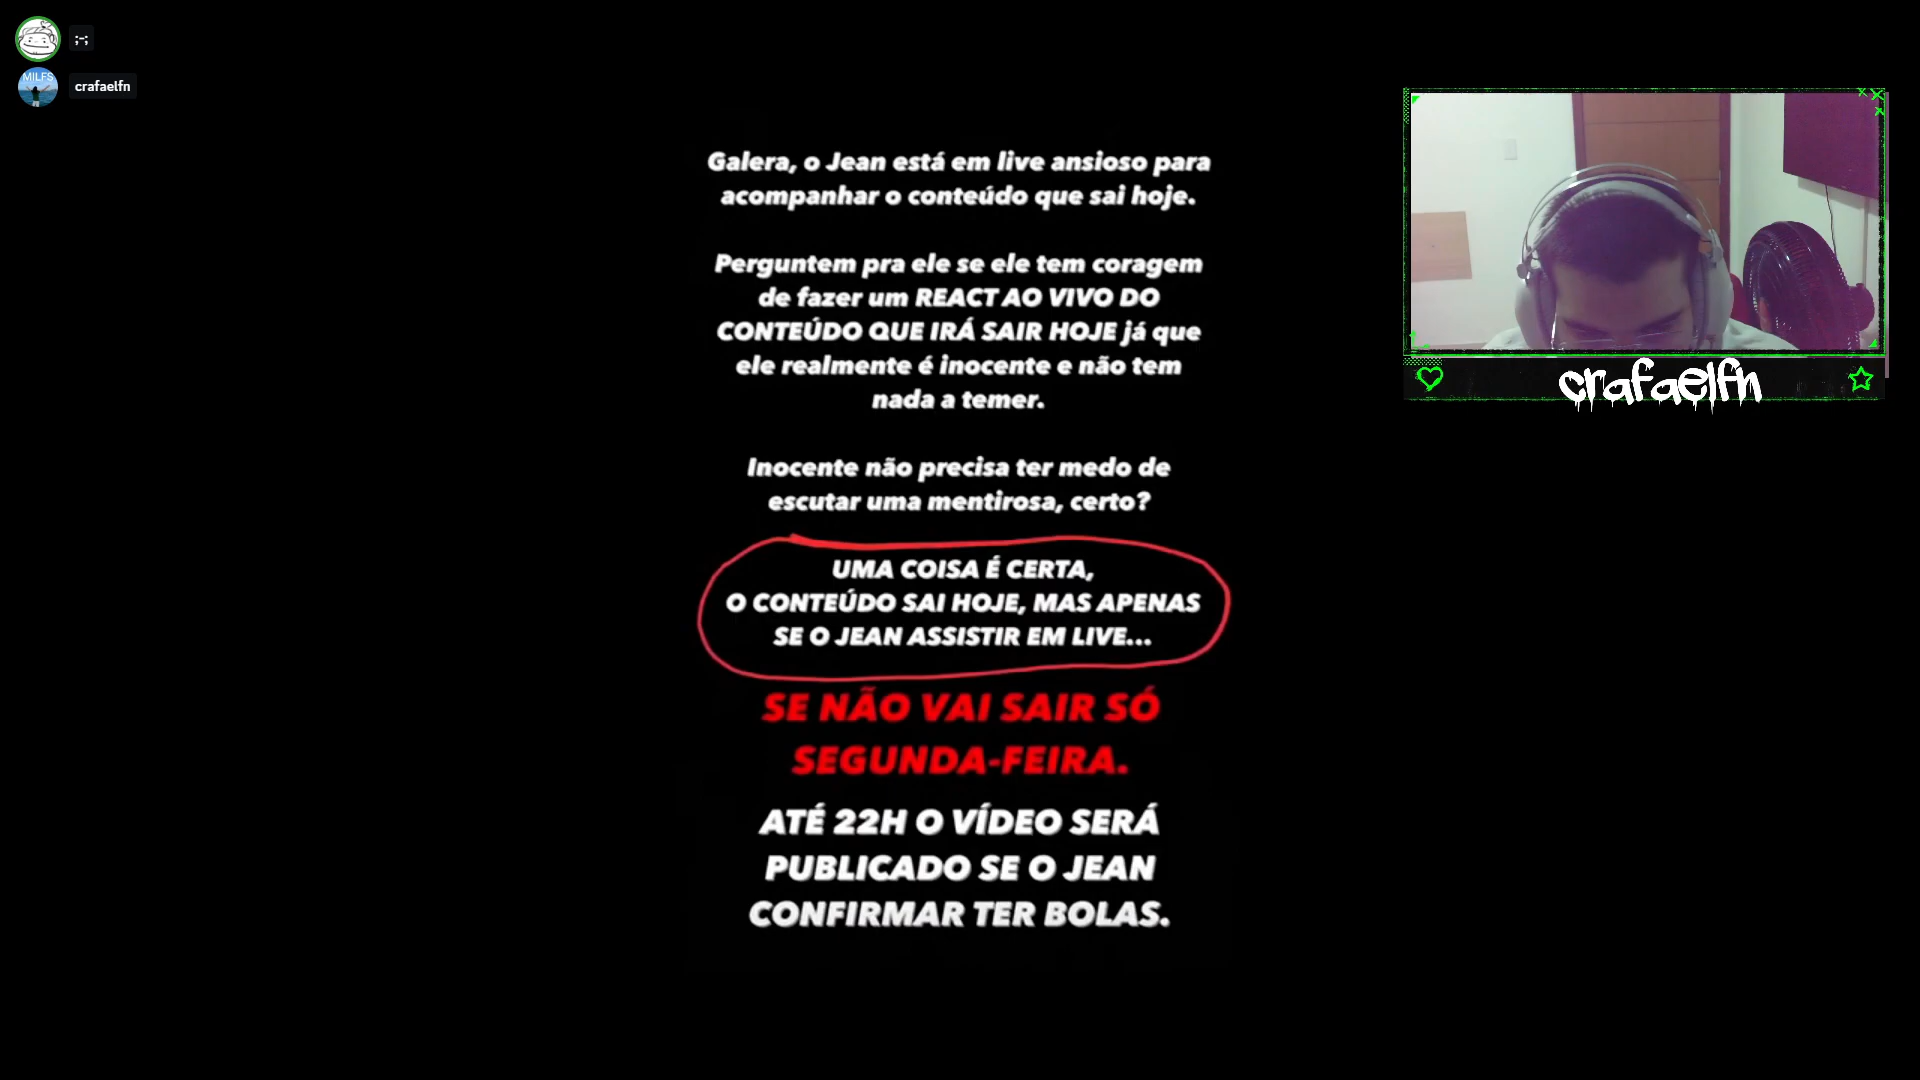 ;-;
MILFS
crafaelfn
Galera, o Jean está em live ansioso para
acompanhar o conteúdo que sai hoje.
Perguntem pra ele se ele tem coragem
de fazer um REACT AO VIVO DO
CONTEÚDO QUE IRÁ SAIR HOJE já que
ele realmente é inocente e não tem
nada a temer.
Inocente não precisa ter medo de
escutar uma mentirosa, certo?
UMA COISA É CERTA,
O CONTEÚDO SAI HOJE, MAS APENAS
SE O JEAN ASSISTIR EM LIVE...
SE NÃO VAI SAIR SÓ
SEGUNDA-FEIRA.
ATÉ 22H O VÍDEO SERÁ
PUBLICADO SE O JEAN
CONFIRMAR TER BOLAS.
crafaelfn